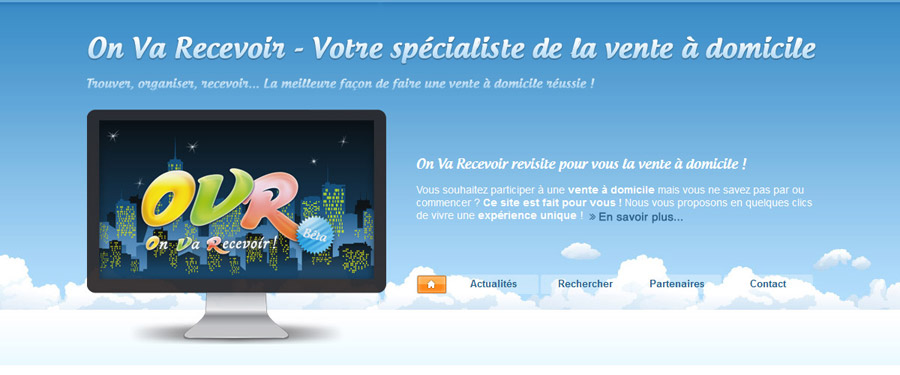 On Va Recevoir - Votre spécialiste de la vente à domicile
Trouver, organiser, recevoir... La meilleure façon de faire une vente à domicile réussie !
OVR
Bêta
On Va Recevoir !
On Va Recevoir revisite pour vous la vente à domicile !
Vous souhaitez participer à une vente à domicile mais vous ne savez pas par ou
commencer ? Ce site est fait pour vous ! Nous vous proposons en quelques clics
de vivre une expérience unique ! » En savoir plus...
Actualités Rechercher Partenaires Contact